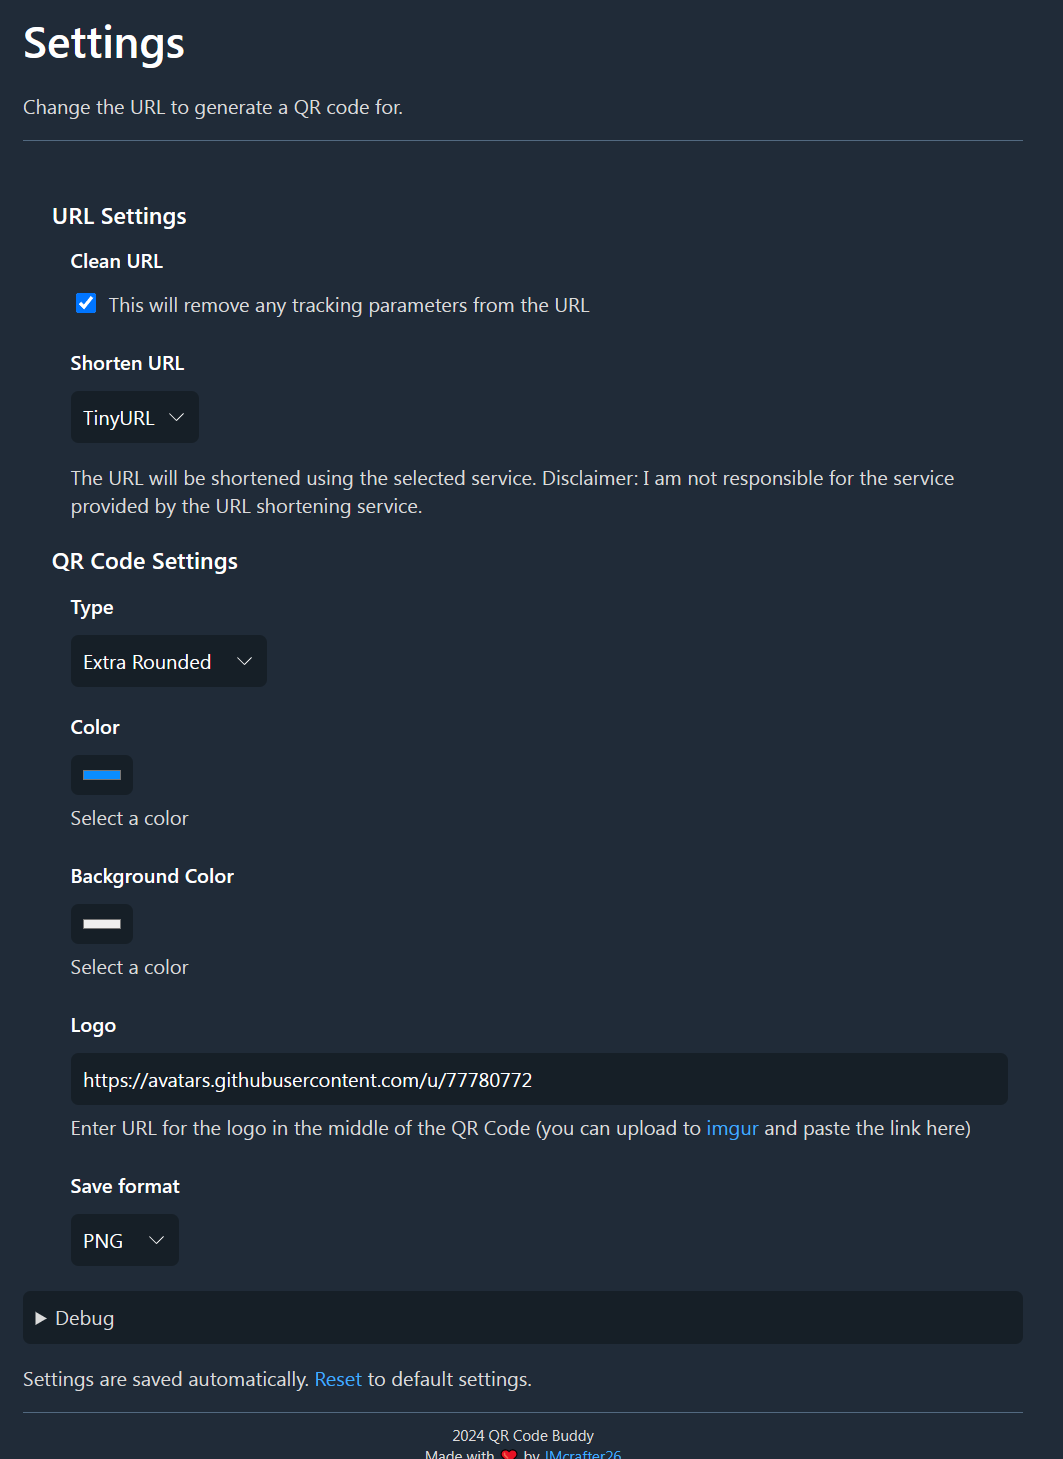 Settings
Change the URL to generate a QR code for.
URL Settings
Clean URL
This will remove any tracking parameters from the URL
Shorten URL
TinyURL
The URL will be shortened using the selected service. Disclaimer: I am not responsible for the service
provided by the URL shortening service.
QR Code Settings
Type
Extra Rounded
Color
Select a color
Background Color
Select a color
Logo
https://avatars.githubusercontent.com/u/77780772
Enter URL for the logo in the middle of the QR Code (you can upload to imgur and paste the link here)
Save format
PNG
Debug
Settings are saved automatically. Reset to default settings.
2024 QR Code Buddy
Made with ❤️ by JMcrafter26